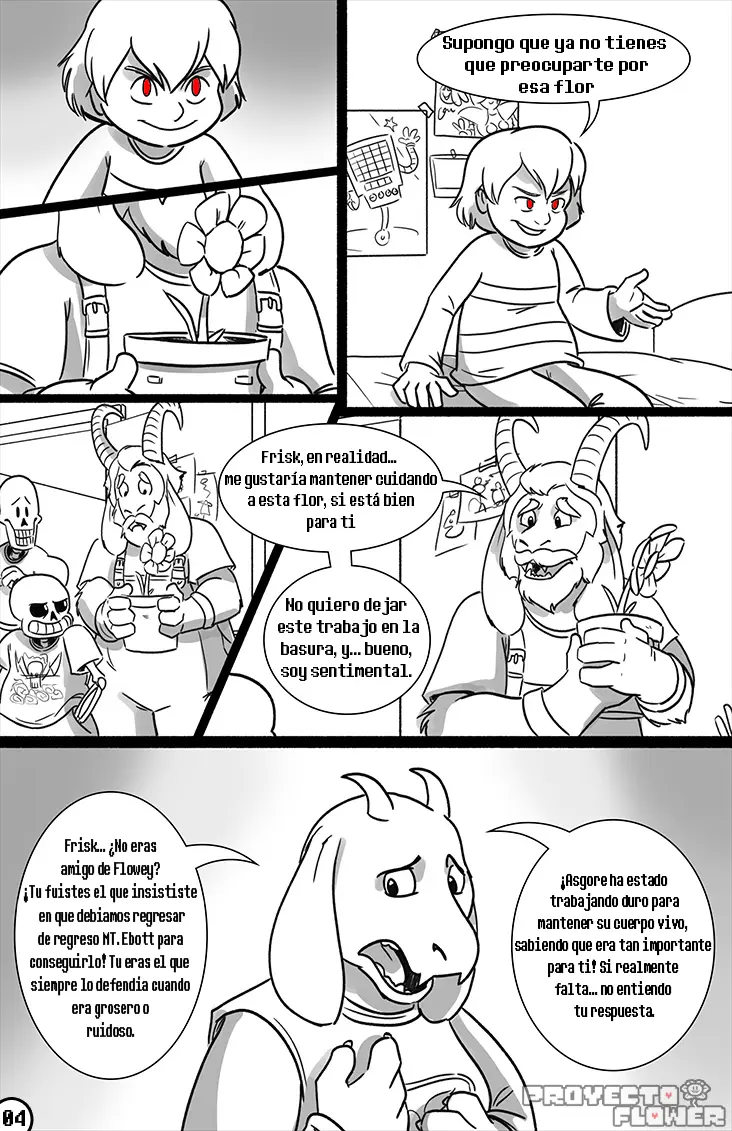 Supongo que ya no tienes
que preocuparte por
esa flor
Frisk, en realidad...
me gustaría mantener cuidando
a esta flor, si está bien
para ti
No quiero dejar
este trabajo en la
basura, y... bueno,
soy sentimental.
Frisk... ¿No eras
amigo de Flowey?
¡Tu fuistes el que insististe
en que debiamos regresar
de regreso MT. Ebott para
conseguirlo! Tu eras el que
siempre lo defendia cuando
era grosero o
ruidoso.
¡Asgore ha estado
trabajando duro para
mantener su cuerpo vivo,
sabiendo que era tan importante
para ti! Si realmente
falta... no entiendo
tu respuesta.
04
PROYECTO
FLOWER